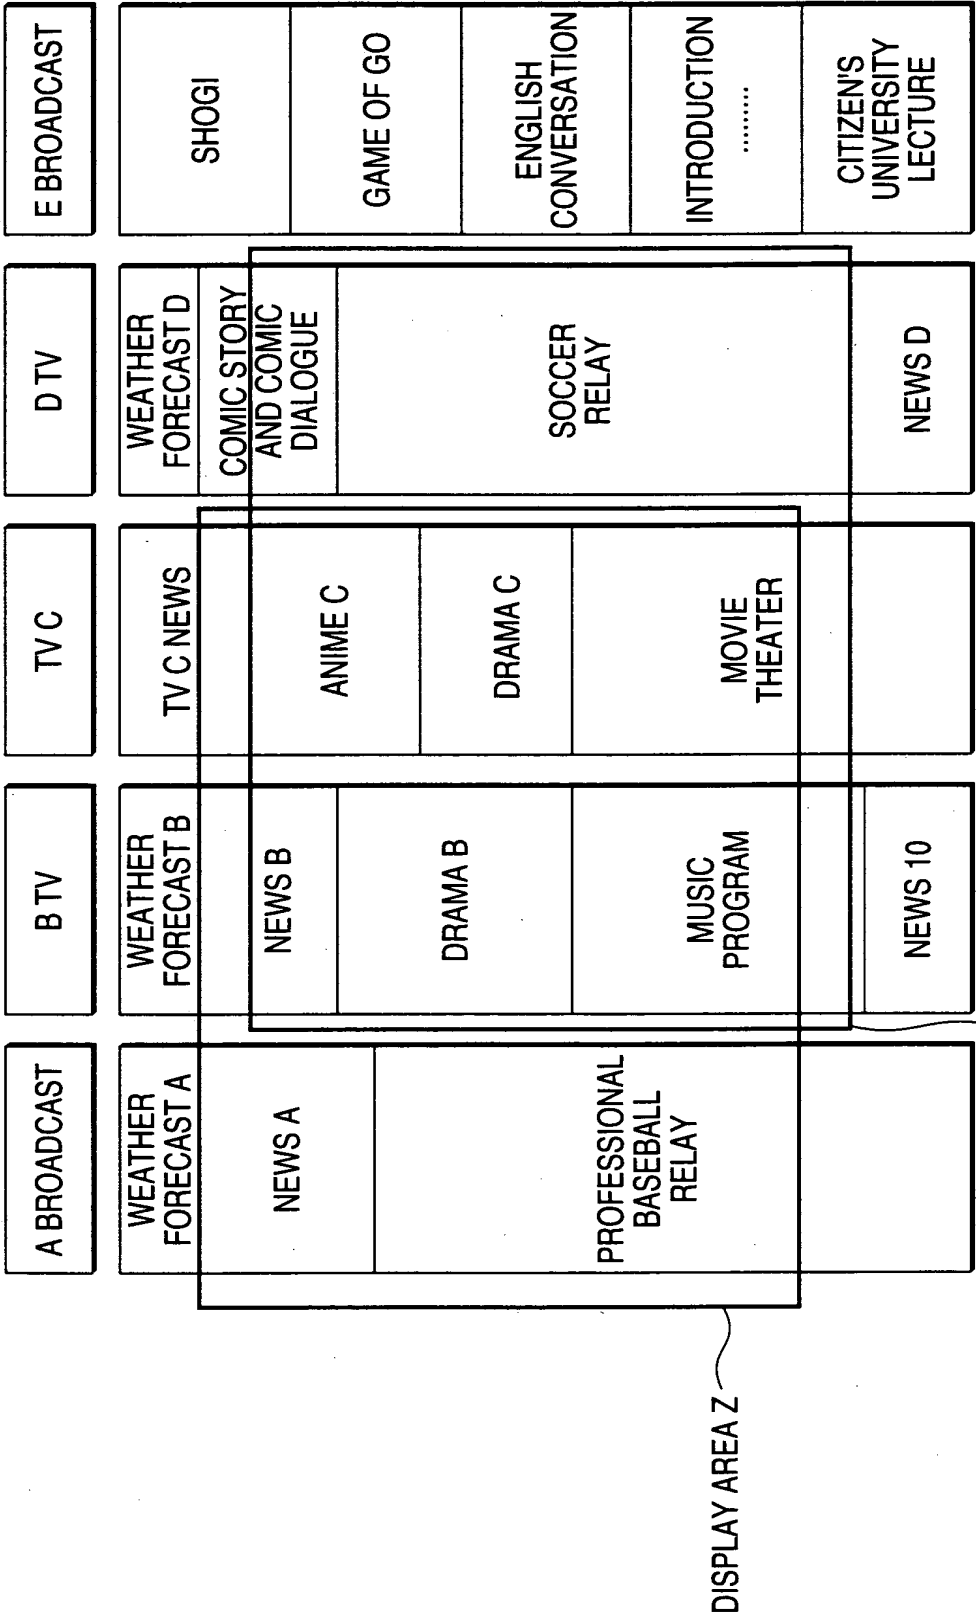 A BROADCAST
WEATHER
FORECAST A
NEWS A
PROFESSIONAL
BASEBALL
RELAY
B TV
WEATHER
FORECAST B
NEWS B
DRAMA B
MUSIC
PROGRAM
NEWS 10
TV C
TV C NEWS
ANIME C
DRAMA C
MOVIE
THEATER
D TV
WEATHER
FORECAST D
COMIC STORY
AND COMIC
DIALOGUE
SOCCER
RELAY
NEWS D
E BROADCAST
SHOGI
GAME OF GO
ENGLISH
CONVERSATION
INTRODUCTION
.........
CITIZEN'S
UNIVERSITY
LECTURE
DISPLAY AREA Z